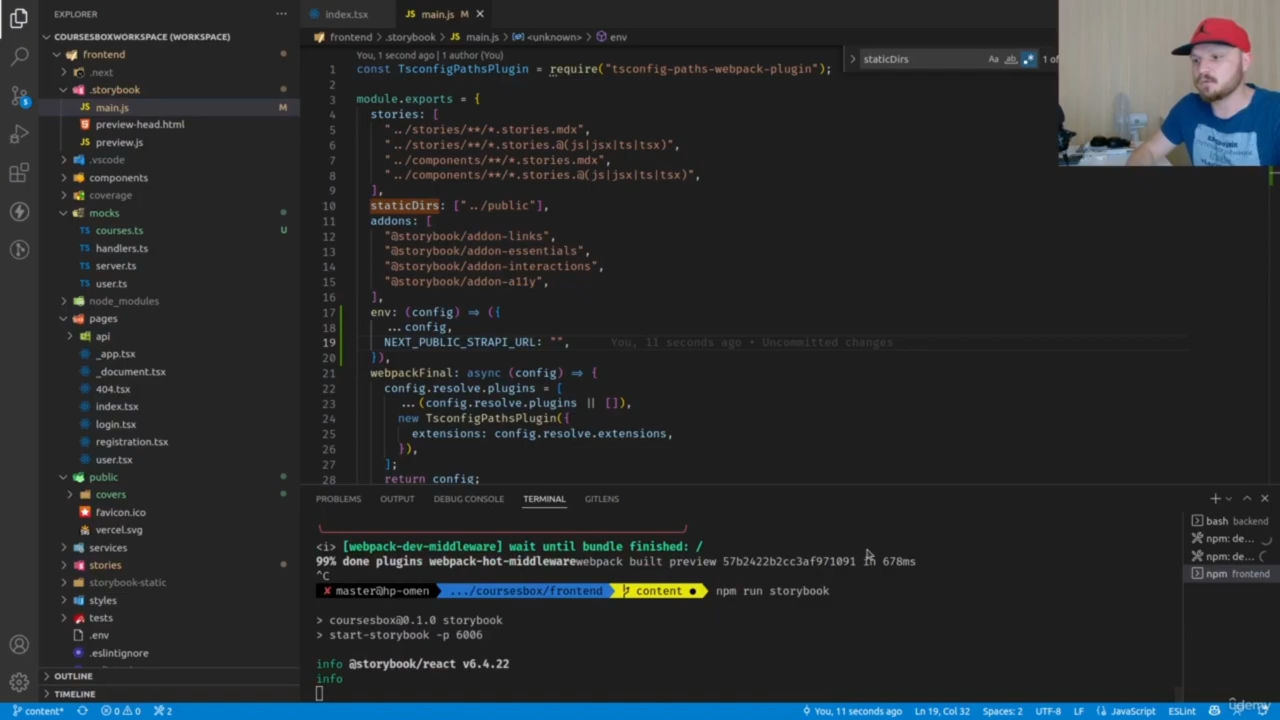 EXPLORER
COURSESBOXWORKSPACE (WORKSPACE)
frontend
.next
.storybook
main.js M
preview-head.html
preview.js
.vscode
components
coverage
mocks
courses.ts U
handlers.ts
server.ts
user.ts
node_modules
pages
api
_app.tsx
_document.tsx
404.tsx
index.tsx
login.tsx
registration.tsx
user.tsx
public
covers
favicon.ico
vercel.svg
services
stories
storybook-static
styles
tests
.env
.eslintignore
OUTLINE
TIMELINE
index.tsx
main.js M
frontend > .storybook > main.js > <unknown> > env
staticDirs Aa ab 1 of
You, 1 second ago | 1 author (You)
1 const TsconfigPathsPlugin = require("tsconfig-paths-webpack-plugin");
2
3 module.exports = {
4 stories: [
5 "../stories/**/*.stories.mdx",
6 "../stories/**/*.stories.@(js|jsx|ts|tsx)",
7 "../components/**/*.stories.mdx",
8 "../components/**/*.stories.@(js|jsx|ts|tsx)",
9 ],
10 staticDirs: ["../public"],
11 addons: [
12 "@storybook/addon-links",
13 "@storybook/addon-essentials",
14 "@storybook/addon-interactions",
15 "@storybook/addon-a11y",
16 ],
17 env: (config) => ({
18 ...config,
19 NEXT_PUBLIC_STRAPI_URL: "", You, 11 seconds ago • Uncommitted changes
20 }),
21 webpackFinal: async (config) => {
22 config.resolve.plugins = [
23 ...(config.resolve.plugins || []),
24 new TsconfigPathsPlugin({
25 extensions: config.resolve.extensions,
26 }),
27 ];
28 return config;
PROBLEMS OUTPUT DEBUG CONSOLE TERMINAL GITLENS
<i> [webpack-dev-middleware] wait until bundle finished: /
99% done plugins webpack-hot-middlewarewebpack built preview 57b2422b2cc3af971091 in 678ms
^C
✘ master@hp-omen .../coursesbox/frontend content ● npm run storybook
> coursesbox@0.1.0 storybook
> start-storybook -p 6006
info @storybook/react v6.4.22
info
bash backend
npm: de...
npm: de...
npm frontend
content* 0 0 2 You, 11 seconds ago Ln 19, Col 32 Spaces: 2 UTF-8 LF JavaScript ESLint
udemy